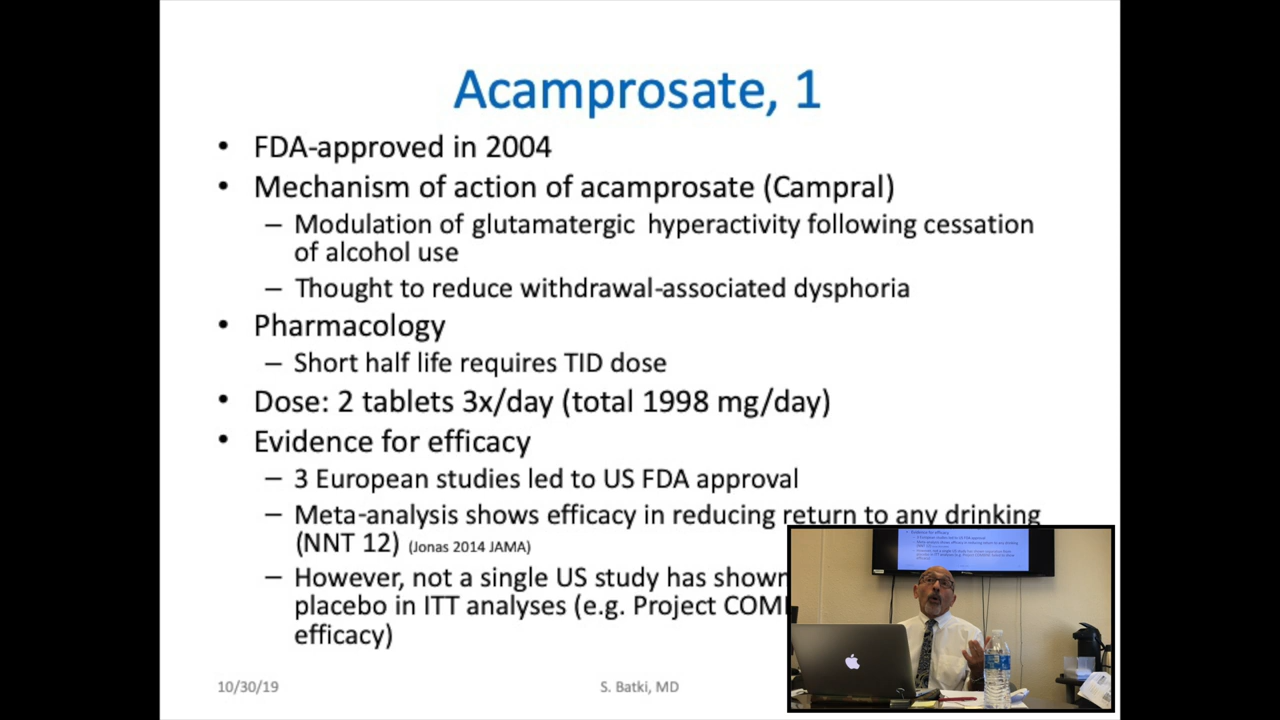 Acamprosate, 1
• FDA-approved in 2004
• Mechanism of action of acamprosate (Campral)
– Modulation of glutamatergic hyperactivity following cessation
of alcohol use
– Thought to reduce withdrawal-associated dysphoria
• Pharmacology
– Short half life requires TID dose
• Dose: 2 tablets 3x/day (total 1998 mg/day)
• Evidence for efficacy
– 3 European studies led to US FDA approval
– Meta-analysis shows efficacy in reducing return to any drinking
(NNT 12) (Jonas 2014 JAMA)
– However, not a single US study has shown
placebo in ITT analyses (e.g. Project
efficacy)
10/30/19
S. Batki, MD